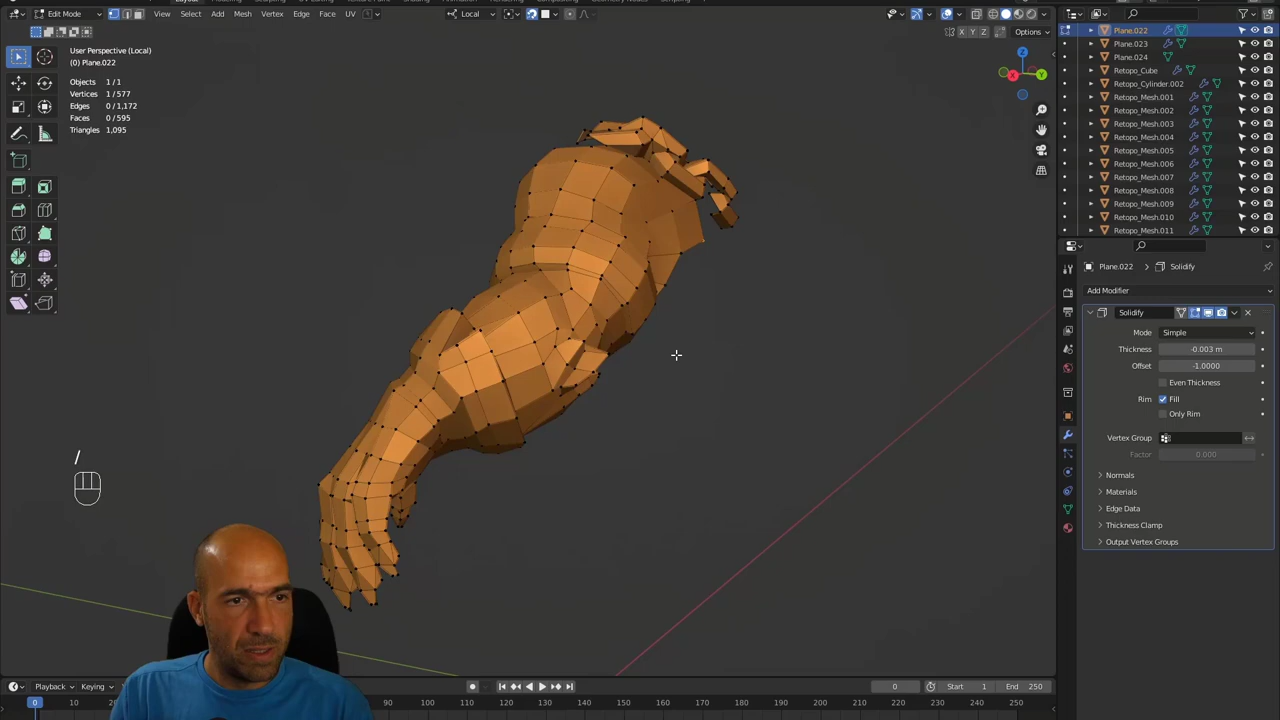 Layout
Edit Mode View Select Add Mesh Vertex Edge Face UV Local
X Y Z Options
User Perspective (Local)
(0) Plane.022
Objects 1/1
Vertices 1/577
Edges 0/1,172
Faces 0/595
Triangles 1,095
Z
X Y
/
Plane.022
Plane.023
Plane.024
Retopo_Cube
Retopo_Cylinder.002
Retopo_Mesh.001
Retopo_Mesh.002
Retopo_Mesh.003
Retopo_Mesh.004
Retopo_Mesh.005
Retopo_Mesh.006
Retopo_Mesh.007
Retopo_Mesh.008
Retopo_Mesh.009
Retopo_Mesh.010
Retopo_Mesh.011
Plane.022 > Solidify
Add Modifier
Solidify
Mode Simple
Thickness -0.003 m
Offset -1.0000
Even Thickness
Rim Fill
Only Rim
Vertex Group
Factor 0.000
Normals
Materials
Edge Data
Thickness Clamp
Output Vertex Groups
Playback Keying
0 Start 1 End 250
0 10 70 80 90 100 110 120 130 140 150 160 170 180 190 200 210 220 230 240 250